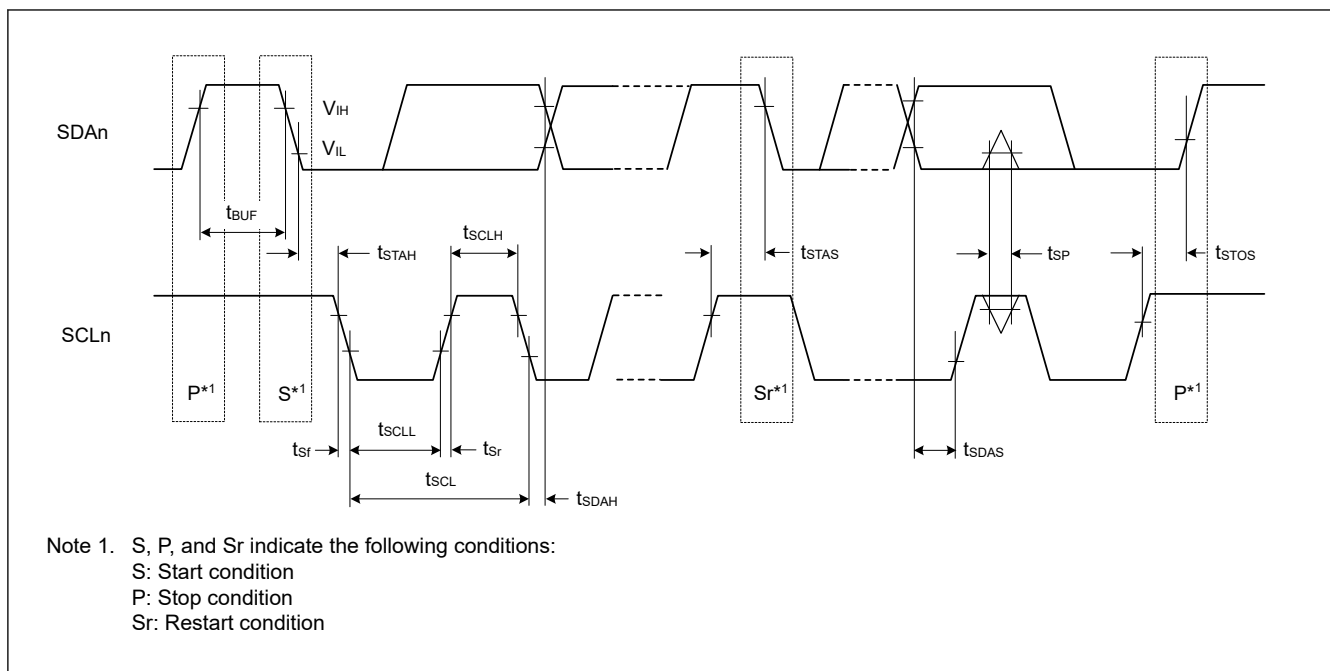 SDAn
VIH
VIL
tBUF
tSTAH
tSCLH
tSTAS
tSP
tSTOS
SCLn
P*1
S*1
Sr*1
P*1
tSf
tSCLL
tSr
tSCL
tSDAH
tSDAS
Note 1. S, P, and Sr indicate the following conditions:
S: Start condition
P: Stop condition
Sr: Restart condition